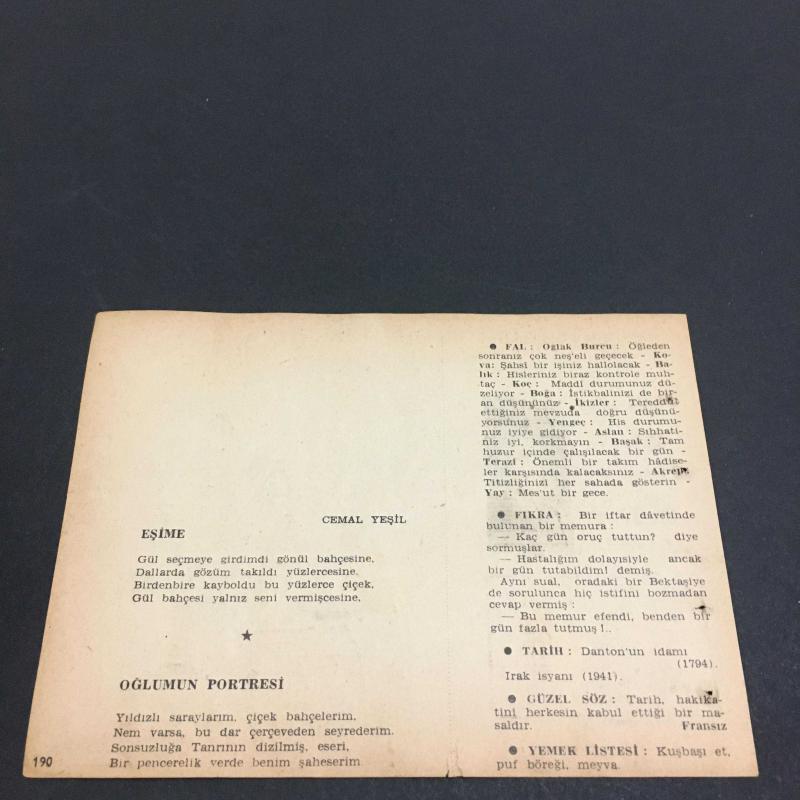 CEMAL YEŞİL
EŞİME
Gül seçmeye girdimdi gönül bahçesine,
Dallarda gözüm takıldı yüzlercesine,
Birdenbire kayboldu bu yüzlerce çiçek,
Gül bahçesi yalnız seni vermişcesine,
★
OĞLUMUN PORTRESİ
Yıldızlı saraylarım, çiçek bahçelerim,
Nem varsa, bu dar çerçeveden seyrederim.
Sonsuzluğa Tanrının dizilmiş, eseri,
Bir pencerelik yerde benim şaheserim
190
● FAL : Oğlak Burcu : Öğleden
sonranız çok neş'eli geçecek - Ko-
va: Şahsî bir işiniz hallolacak - Ba-
lık : Hisleriniz biraz kontrole muh-
taç - Koç : Maddî durumunuz dü-
zeliyor - Boğa : İstikbalinizi de bir
an düşününüz - İkizler : Tereddüt
ettiğiniz mevzuda doğru düşünü-
yorsunuz - Yengeç : His durumu-
nuz iyiye gidiyor - Aslan : Sıhhati-
niz iyi, korkmayın - Başak : Tam
huzur içinde çalışılacak bir gün -
Terazi : Önemli bir takım hâdise-
ler karşısında kalacaksınız - Akrep:
Titizliğinizi her sahada gösterin -
Yay : Mes'ut bir gece.
● FIKRA : Bir iftar dâvetinde
bulunan bir memura :
— Kaç gün oruç tuttun? diye
sormuşlar.
— Hastalığım dolayısiyle ancak
bir gün tutabildim! demiş.
Aynı sual, oradaki bir Bektaşiye
de sorulunca hiç istifini bozmadan
cevap vermiş :
— Bu memur efendi, benden bir
gün fazla tutmuş!..
● TARİH : Danton'un idamı
(1794).
Irak isyanı (1941).
● GÜZEL SÖZ : Tarih, hakika-
tini herkesin kabul ettiği bir ma-
saldır. Fransız
● YEMEK LİSTESİ : Kuşbaşı et,
puf böreği, meyva.